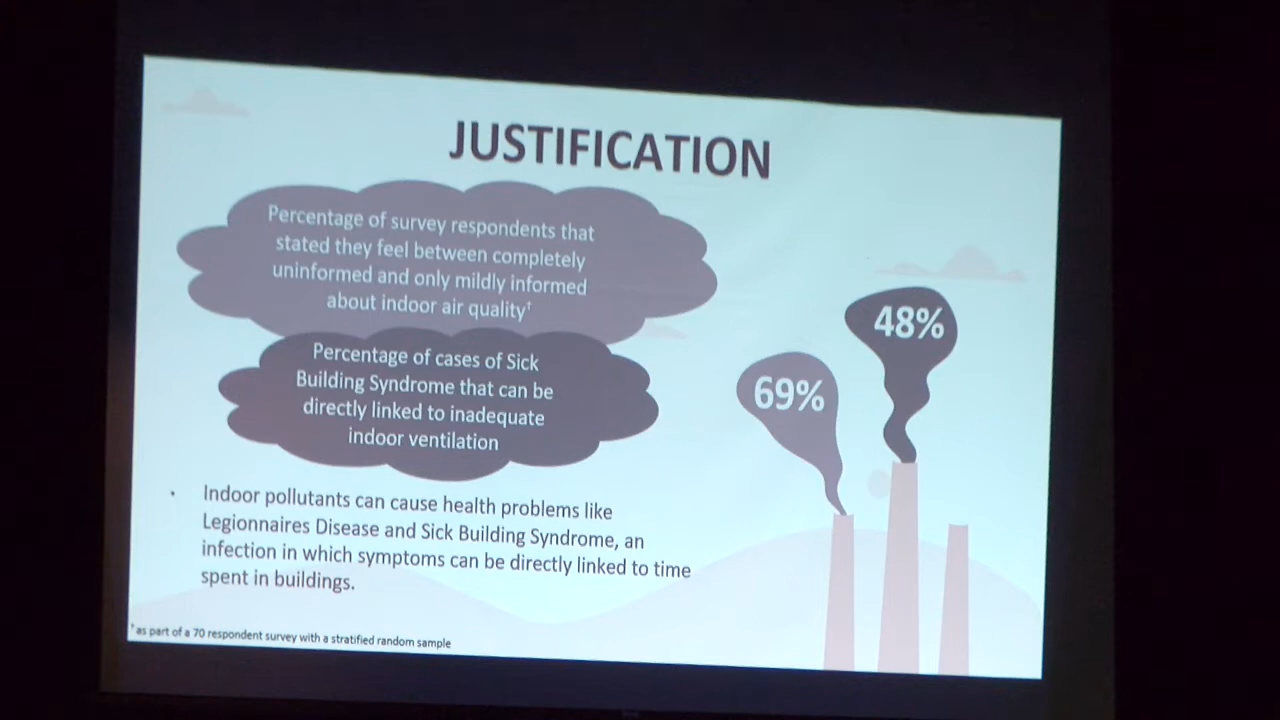 JUSTIFICATION
Percentage of survey respondents that
stated they feel between completely
uninformed and only mildly informed
about indoor air quality†
Percentage of cases of Sick
Building Syndrome that can be
directly linked to inadequate
indoor ventilation
48%
69%
• Indoor pollutants can cause health problems like
Legionnaires Disease and Sick Building Syndrome, an
infection in which symptoms can be directly linked to time
spent in buildings.
† as part of a 70 respondent survey with a stratified random sample